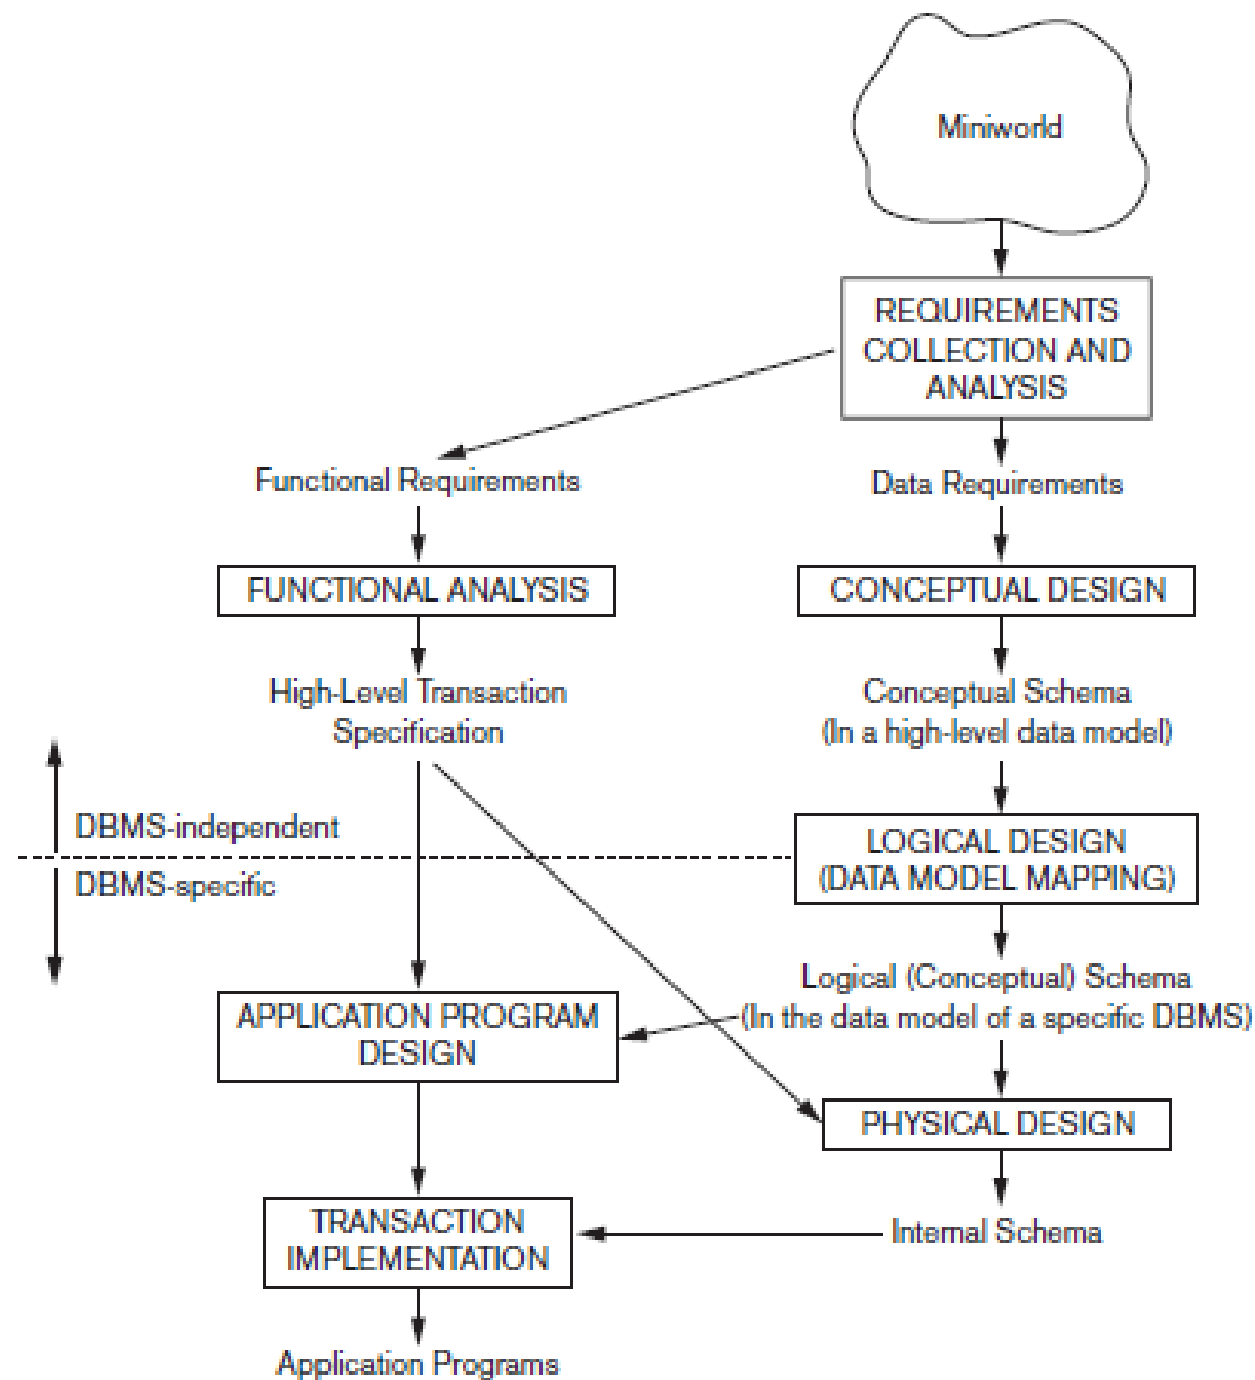 Miniworld
REQUIREMENTS
COLLECTION AND
ANALYSIS
Functional Requirements
Data Requirements
FUNCTIONAL ANALYSIS
CONCEPTUAL DESIGN
High-Level Transaction
Specification
Conceptual Schema
(In a high-level data model)
DBMS-independent
DBMS-specific
LOGICAL DESIGN
(DATA MODEL MAPPING)
Logical (Conceptual) Schema
(In the data model of a specific DBMS)
APPLICATION PROGRAM
DESIGN
PHYSICAL DESIGN
TRANSACTION
IMPLEMENTATION
Internal Schema
Application Programs